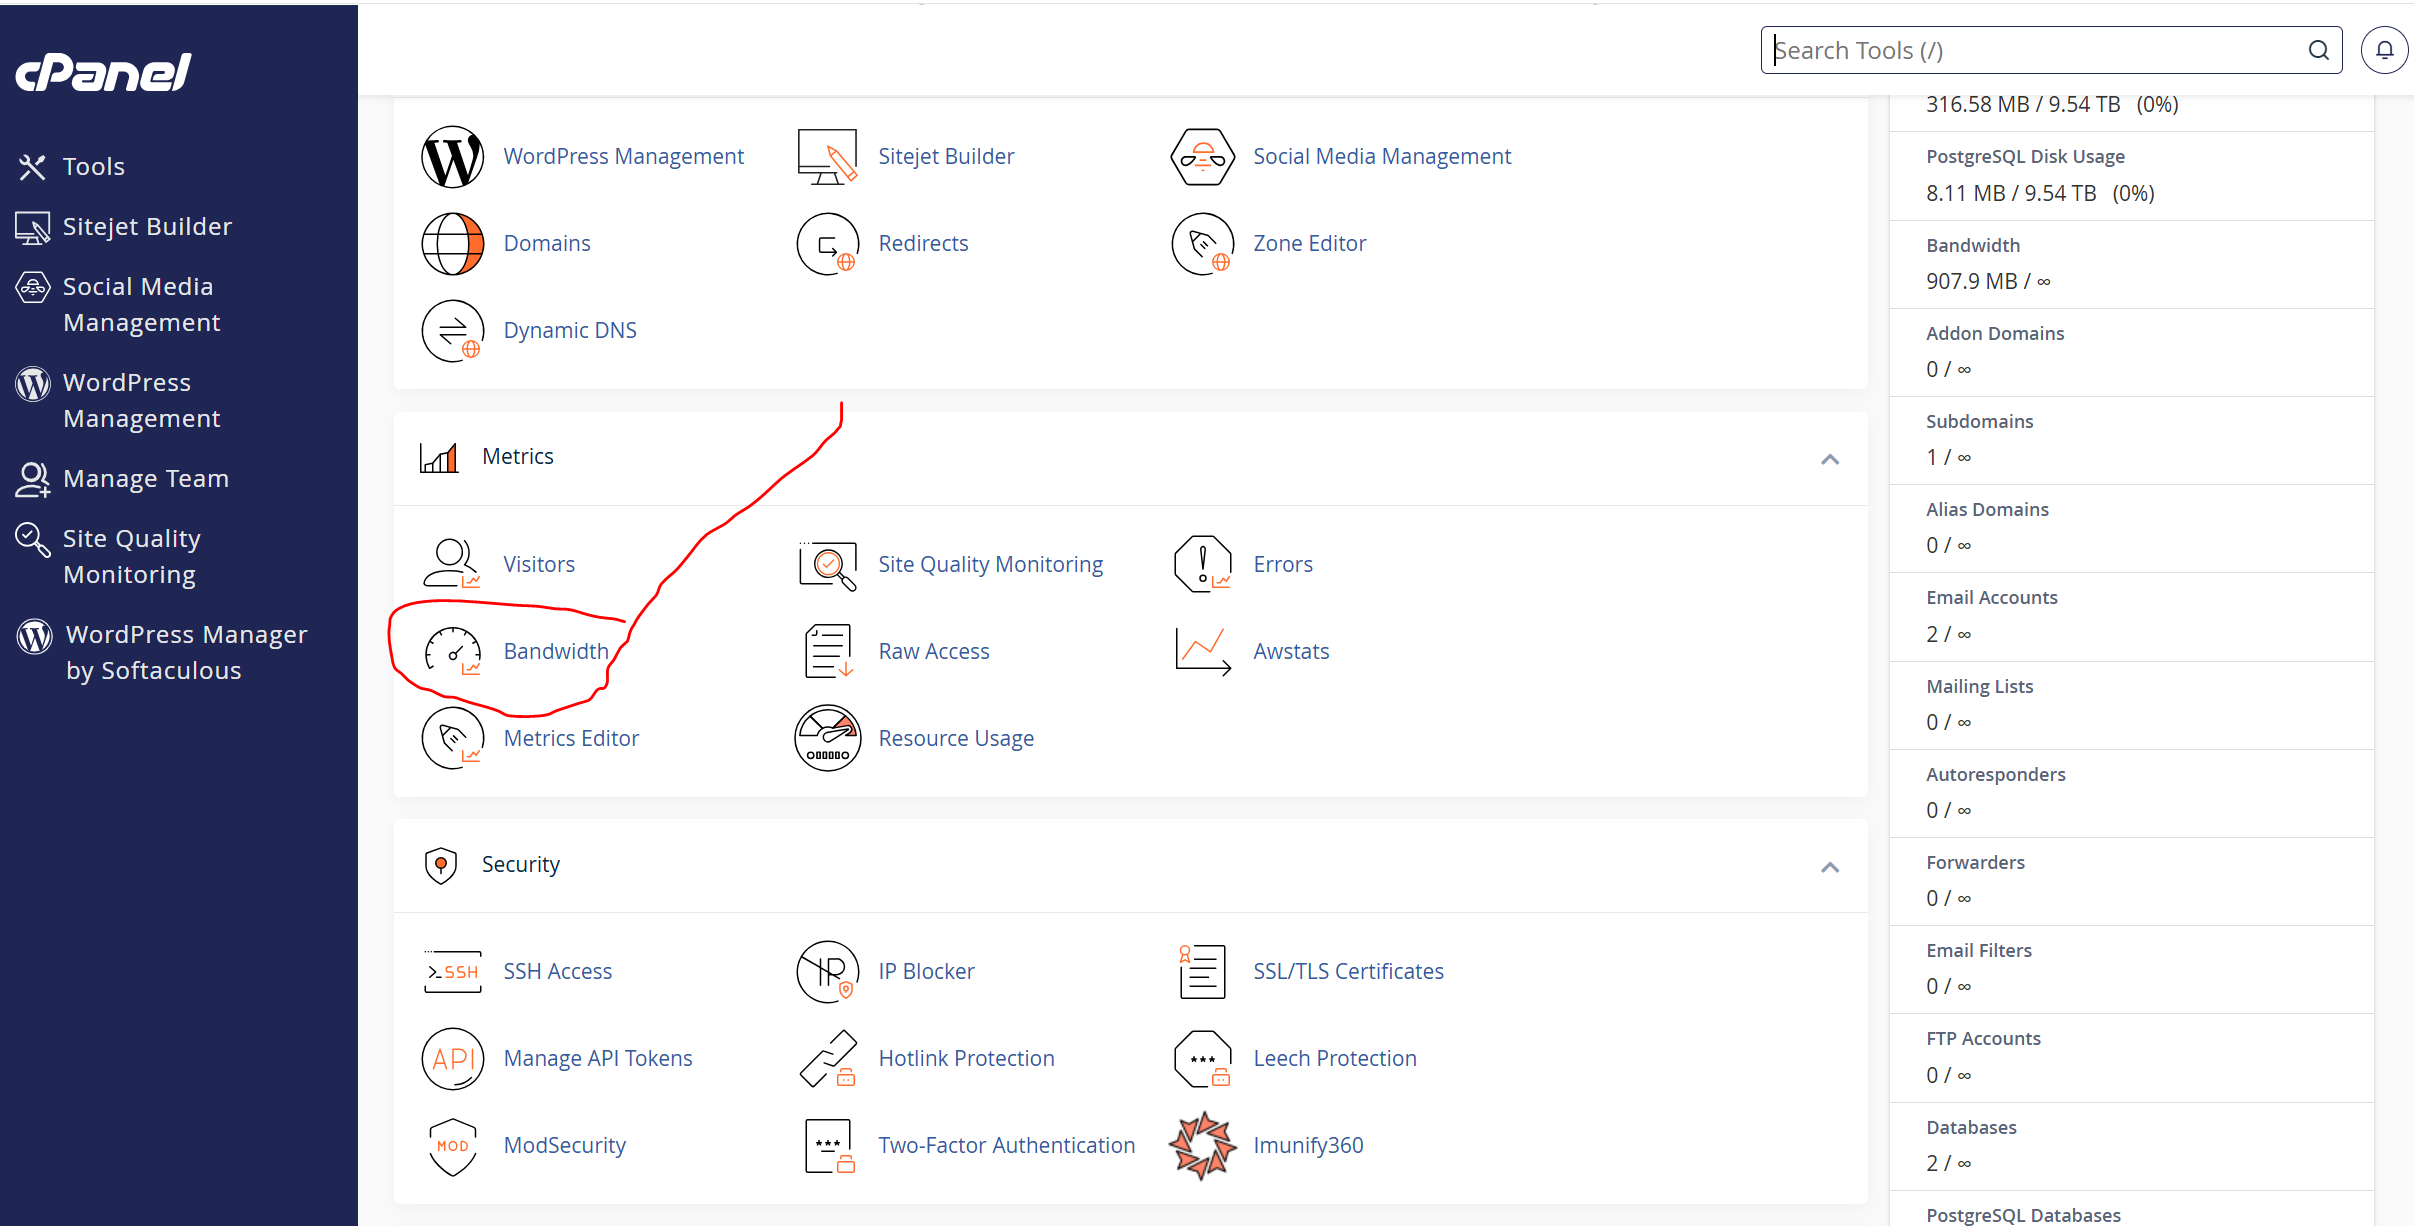 cPanel
Search Tools (/)
Tools
Sitejet Builder
Social Media
Management
WordPress
Management
Manage Team
Site Quality
Monitoring
WordPress Manager
by Softaculous
WordPress Management
Sitejet Builder
Social Media Management
Domains
Redirects
Zone Editor
Dynamic DNS
Metrics
Visitors
Site Quality Monitoring
Errors
Bandwidth
Raw Access
Awstats
Metrics Editor
Resource Usage
Security
>_SSH
SSH Access
IP
IP Blocker
SSL/TLS Certificates
API
Manage API Tokens
Hotlink Protection
***
Leech Protection
MOD
ModSecurity
***
Two-Factor Authentication
Imunify360
316.58 MB / 9.54 TB (0%)
PostgreSQL Disk Usage
8.11 MB / 9.54 TB (0%)
Bandwidth
907.9 MB / ∞
Addon Domains
0 / ∞
Subdomains
1 / ∞
Alias Domains
0 / ∞
Email Accounts
2 / ∞
Mailing Lists
0 / ∞
Autoresponders
0 / ∞
Forwarders
0 / ∞
Email Filters
0 / ∞
FTP Accounts
0 / ∞
Databases
2 / ∞
PostgreSQL Databases